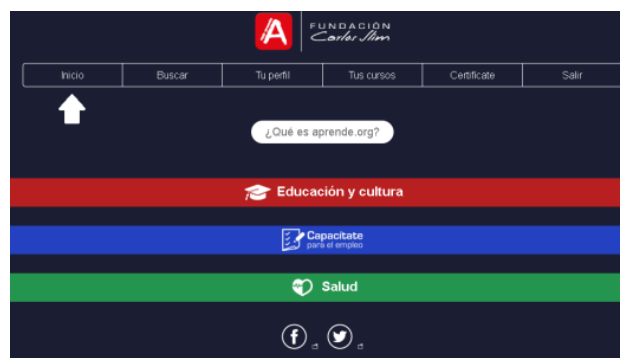 FUNDACIÓN
Carlos Slim
Inicio Buscar Tu perfil Tus cursos Certifícate Salir
¿Qué es aprende.org?
Educación y cultura
Capacítate
para el empleo
Salud